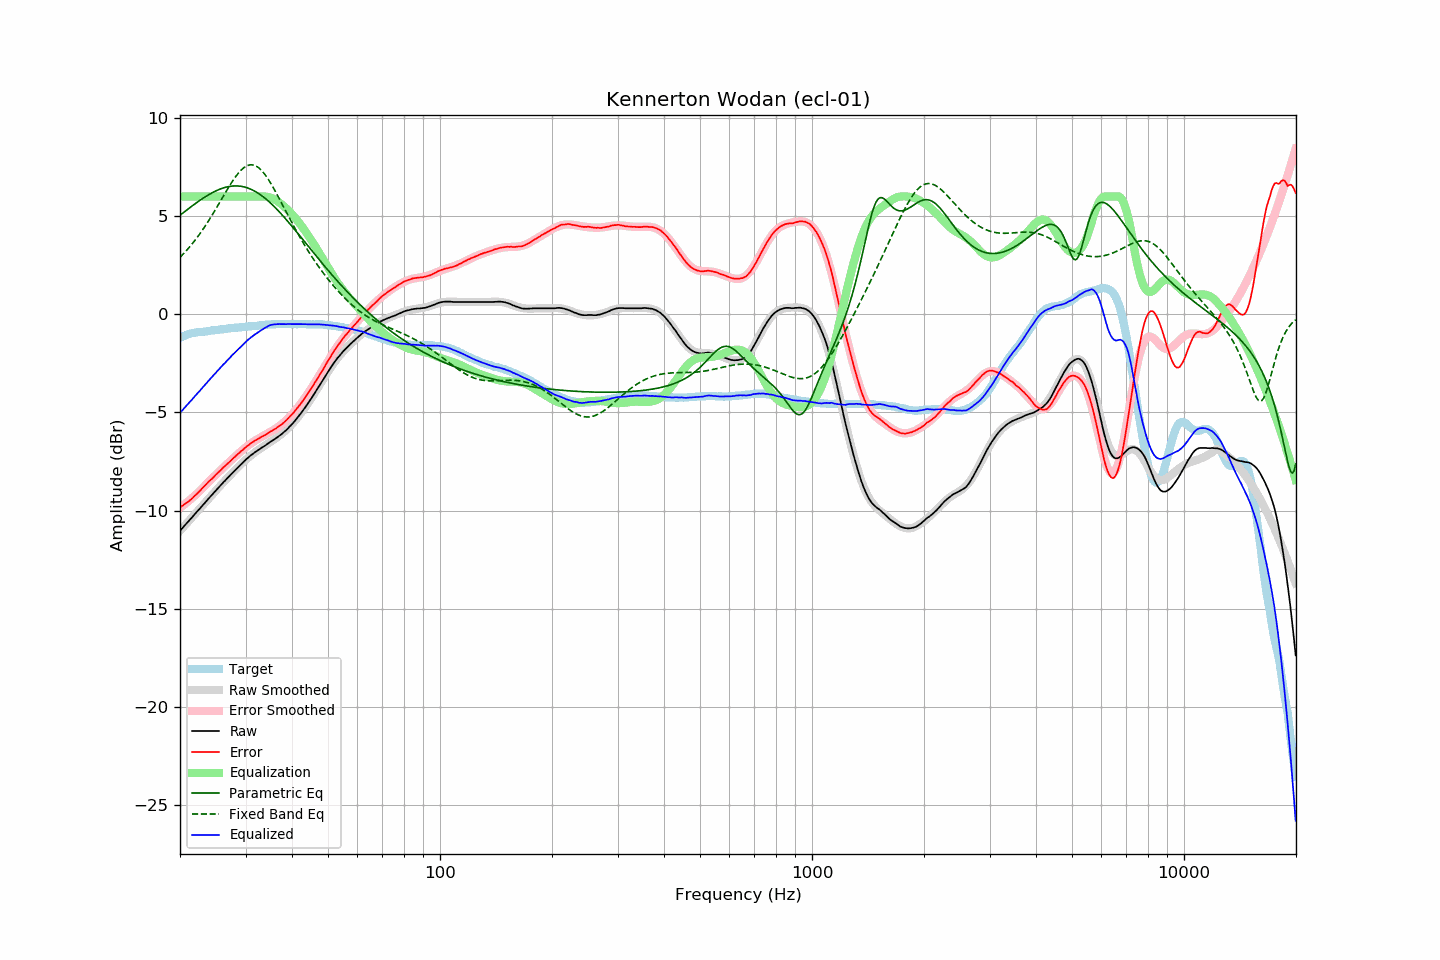 Kennerton Wodan (ecl-01)
10
5
0
−5
−10
−15
−20
−25
Amplitude (dBr)
Target
Raw Smoothed
Error Smoothed
Raw
Error
Equalization
Parametric Eq
Fixed Band Eq
Equalized
100
1000
10000
Frequency (Hz)